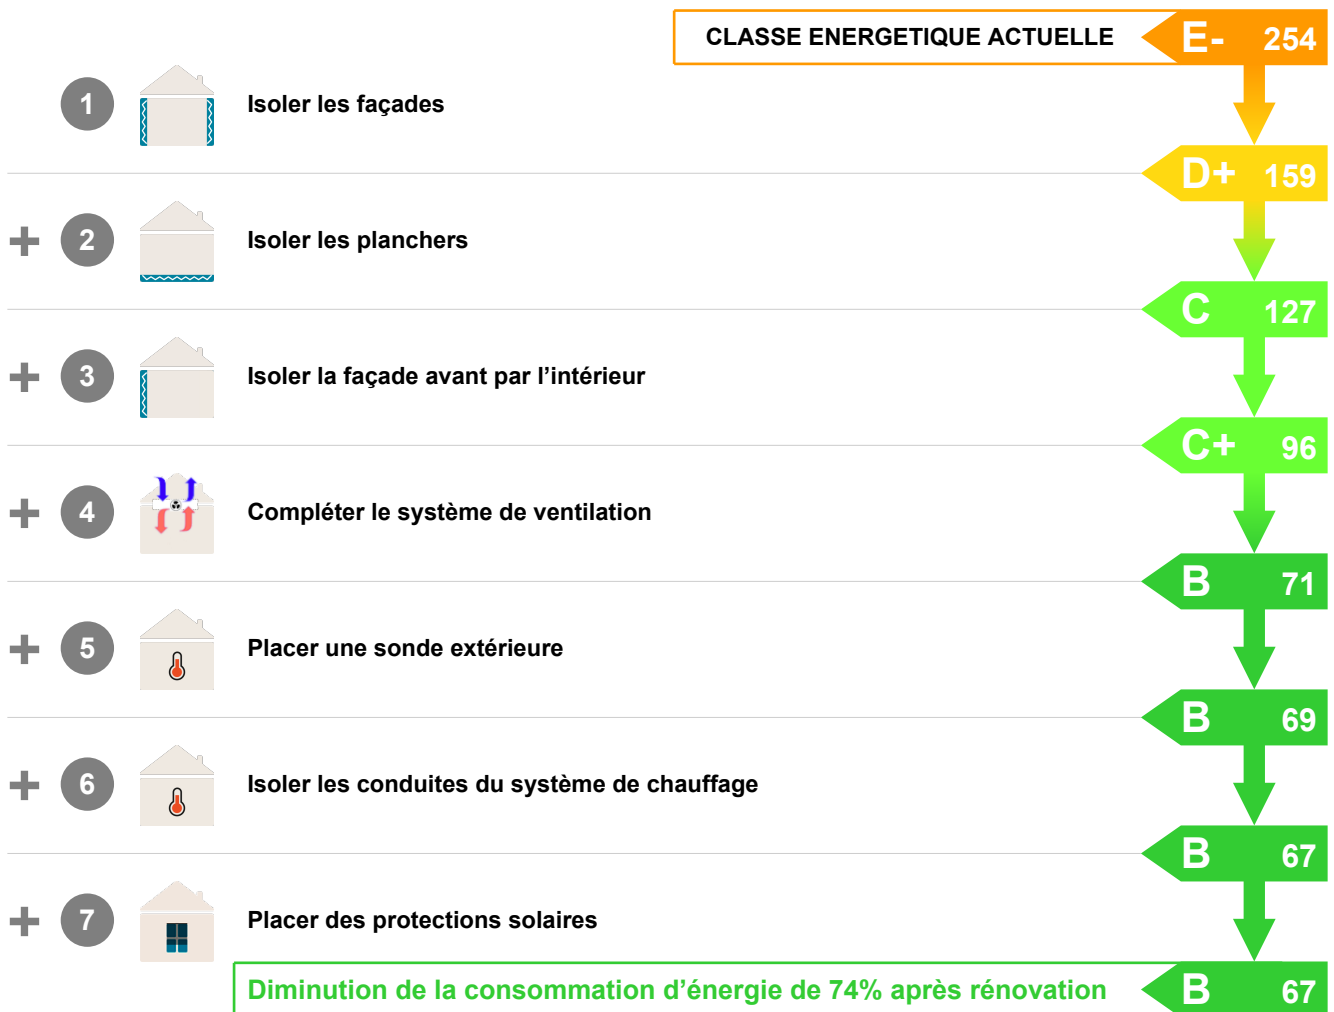 CLASSE ENERGETIQUE ACTUELLE E- 254
1 Isoler les façades
D+ 159
+ 2 Isoler les planchers
C 127
+ 3 Isoler la façade avant par l’intérieur
C+ 96
+ 4 Compléter le système de ventilation
B 71
+ 5 Placer une sonde extérieure
B 69
+ 6 Isoler les conduites du système de chauffage
B 67
+ 7 Placer des protections solaires
Diminution de la consommation d’énergie de 74% après rénovation B 67